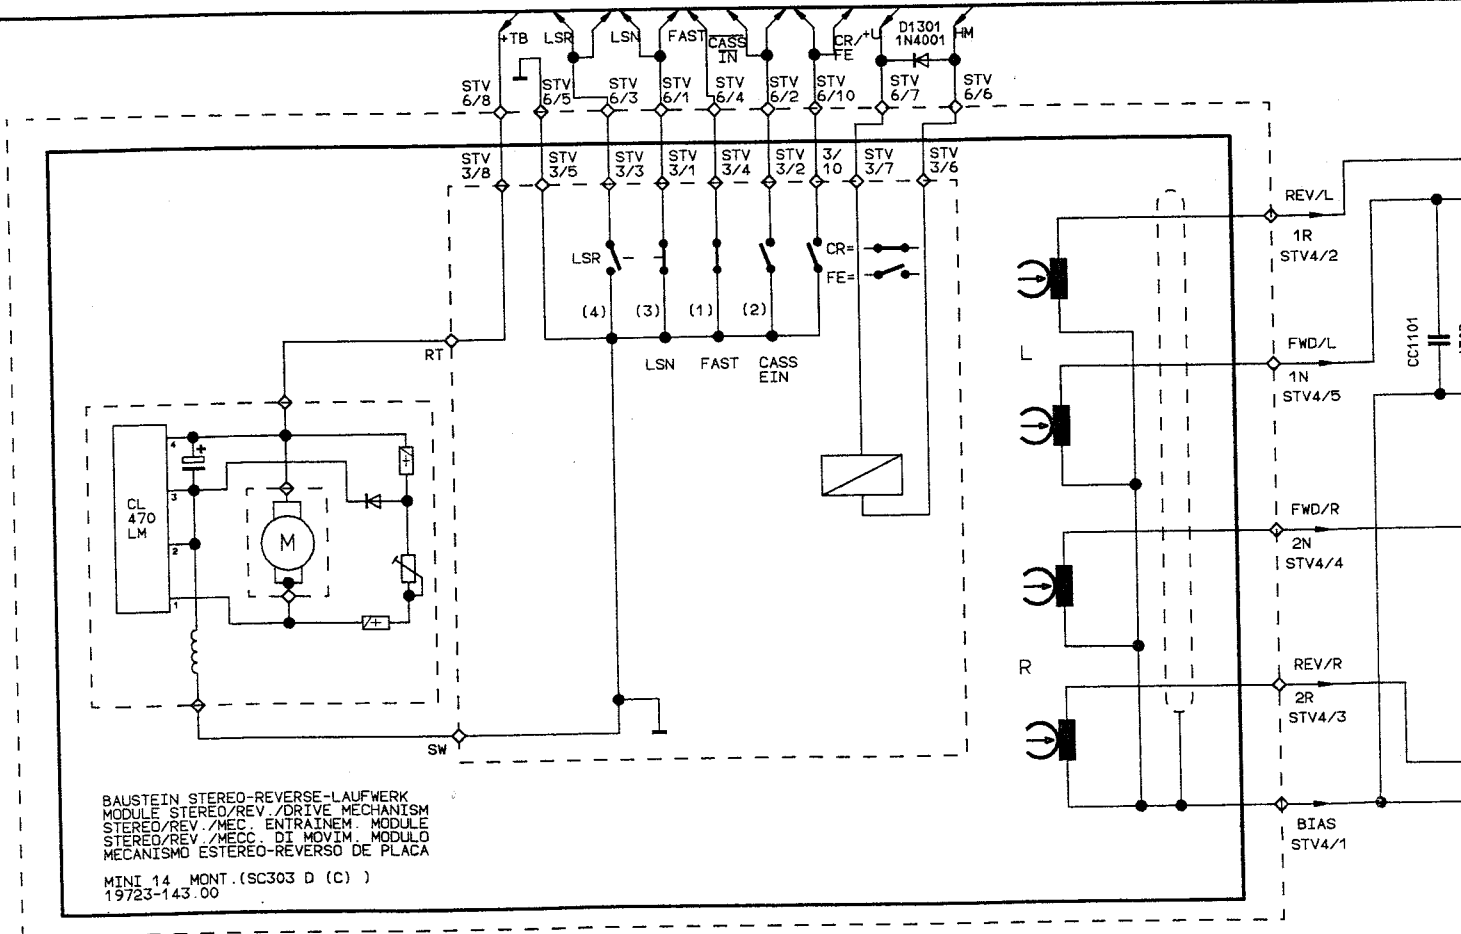 +TB
LSR
LSN
FAST
CASS
IN
CR/
FE
+U
D1301
1N4001
HM
STV
6/8
STV
6/5
STV
6/3
STV
6/1
STV
6/4
STV
6/2
STV
6/10
STV
6/7
STV
6/6
STV
3/8
STV
3/5
STV
3/3
STV
3/1
STV
3/4
STV
3/2
3/
10
STV
3/7
STV
3/6
LSR
CR=
FE=
(4)
(3)
(1)
(2)
LSN
FAST
CASS
EIN
RT
SW
CL
470
LM
4
3
2
1
+
M
L
R
REV/L
1R
STV4/2
FWD/L
1N
STV4/5
FWD/R
2N
STV4/4
REV/R
2R
STV4/3
BIAS
STV4/1
CC1101
BAUSTEIN STEREO-REVERSE-LAUFWERK
MODULE STEREO/REV./DRIVE MECHANISM
STEREO/REV./MEC. ENTRAINEM. MODULE
STEREO/REV./MECC. DI MOVIM. MODULO
MECANISMO ESTEREO-REVERSO DE PLACA
MINI 14 MONT.(SC303 D (C) )
19723-143.00